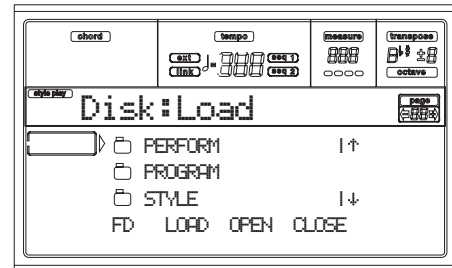 chord tempo measure transpose
ext seq 1
link seq 2
octave
style play Disk:Load page
PERFORM
PROGRAM
STYLE
FD LOAD OPEN CLOSE